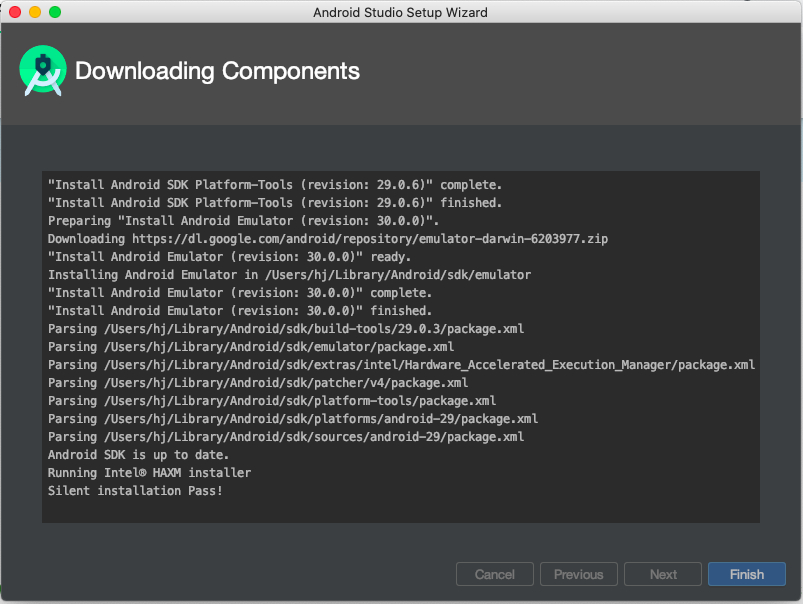 Android Studio Setup Wizard
Downloading Components
"Install Android SDK Platform-Tools (revision: 29.0.6)" complete.
"Install Android SDK Platform-Tools (revision: 29.0.6)" finished.
Preparing "Install Android Emulator (revision: 30.0.0)".
Downloading https://dl.google.com/android/repository/emulator-darwin-6203977.zip
"Install Android Emulator (revision: 30.0.0)" ready.
Installing Android Emulator in /Users/hj/Library/Android/sdk/emulator
"Install Android Emulator (revision: 30.0.0)" complete.
"Install Android Emulator (revision: 30.0.0)" finished.
Parsing /Users/hj/Library/Android/sdk/build-tools/29.0.3/package.xml
Parsing /Users/hj/Library/Android/sdk/emulator/package.xml
Parsing /Users/hj/Library/Android/sdk/extras/intel/Hardware_Accelerated_Execution_Manager/package.xml
Parsing /Users/hj/Library/Android/sdk/patcher/v4/package.xml
Parsing /Users/hj/Library/Android/sdk/platform-tools/package.xml
Parsing /Users/hj/Library/Android/sdk/platforms/android-29/package.xml
Parsing /Users/hj/Library/Android/sdk/sources/android-29/package.xml
Android SDK is up to date.
Running Intel® HAXM installer
Silent installation Pass!
Cancel Previous Next Finish